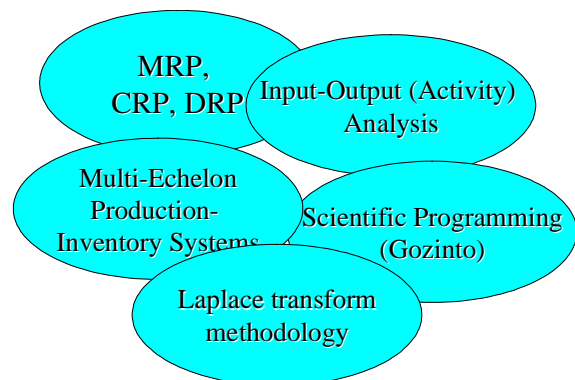 MRP,
CRP, DRP
Input-Output (Activity)
Analysis
Multi-Echelon
Production-
Inventory Systems
Scientific Programming
(Gozinto)
Laplace transform
methodology